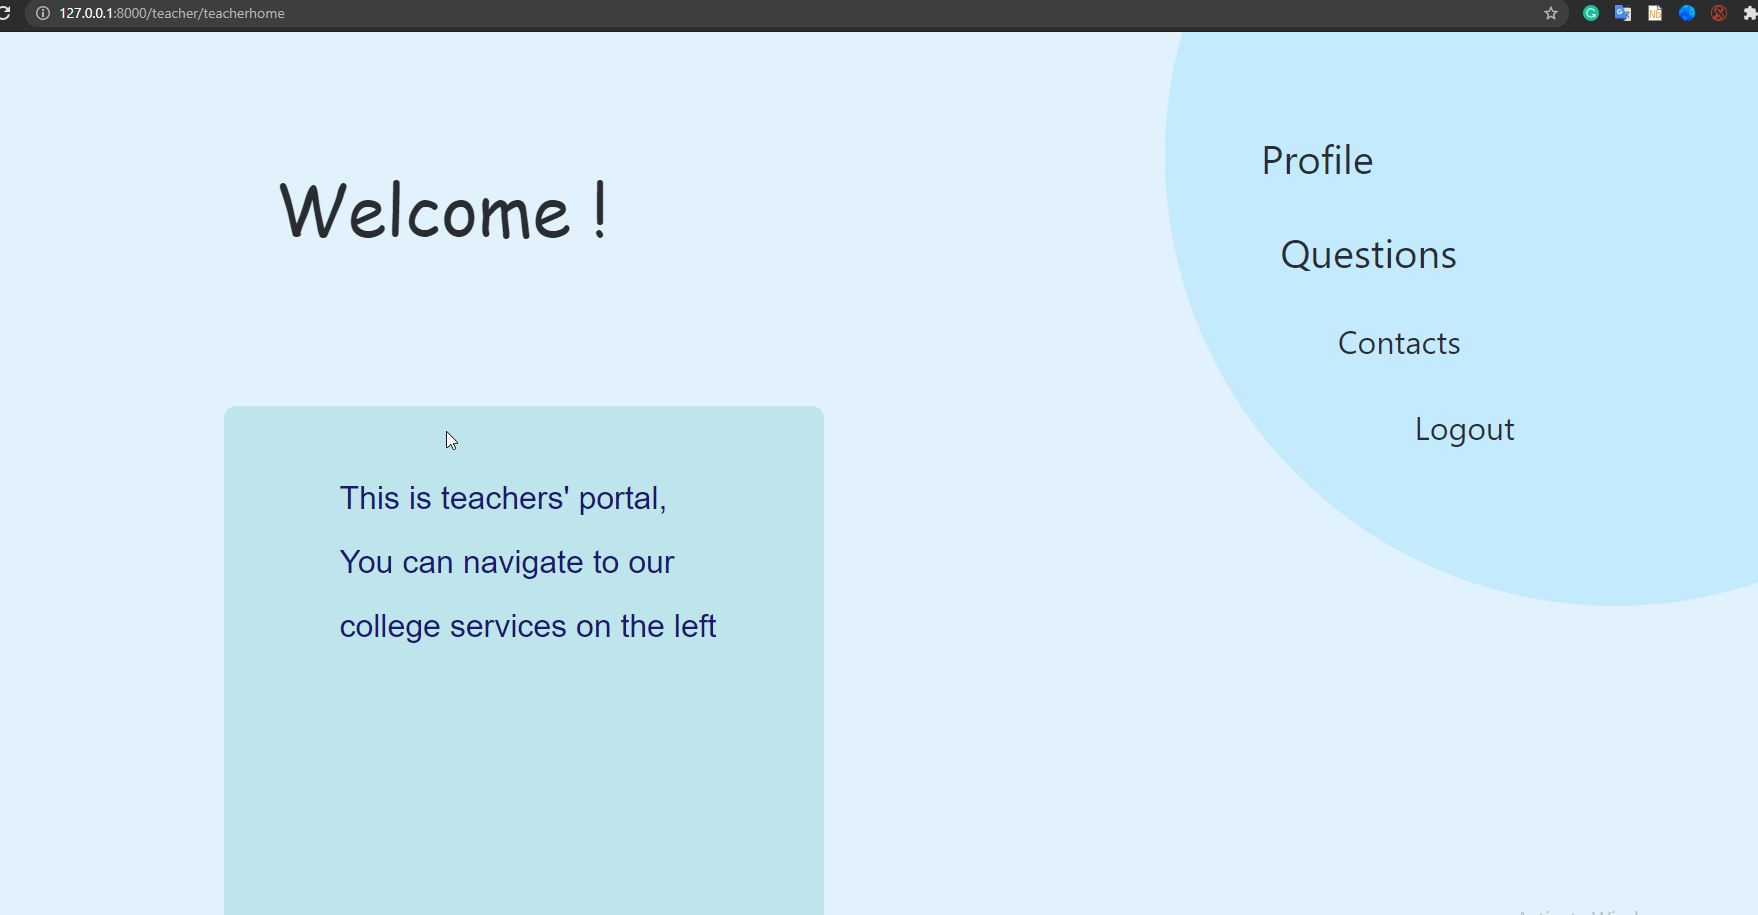 127.0.0.1:8000/teacher/teacherhome
Profile
Welcome !
Questions
Contacts
Logout
This is teachers' portal,
You can navigate to our
college services on the left